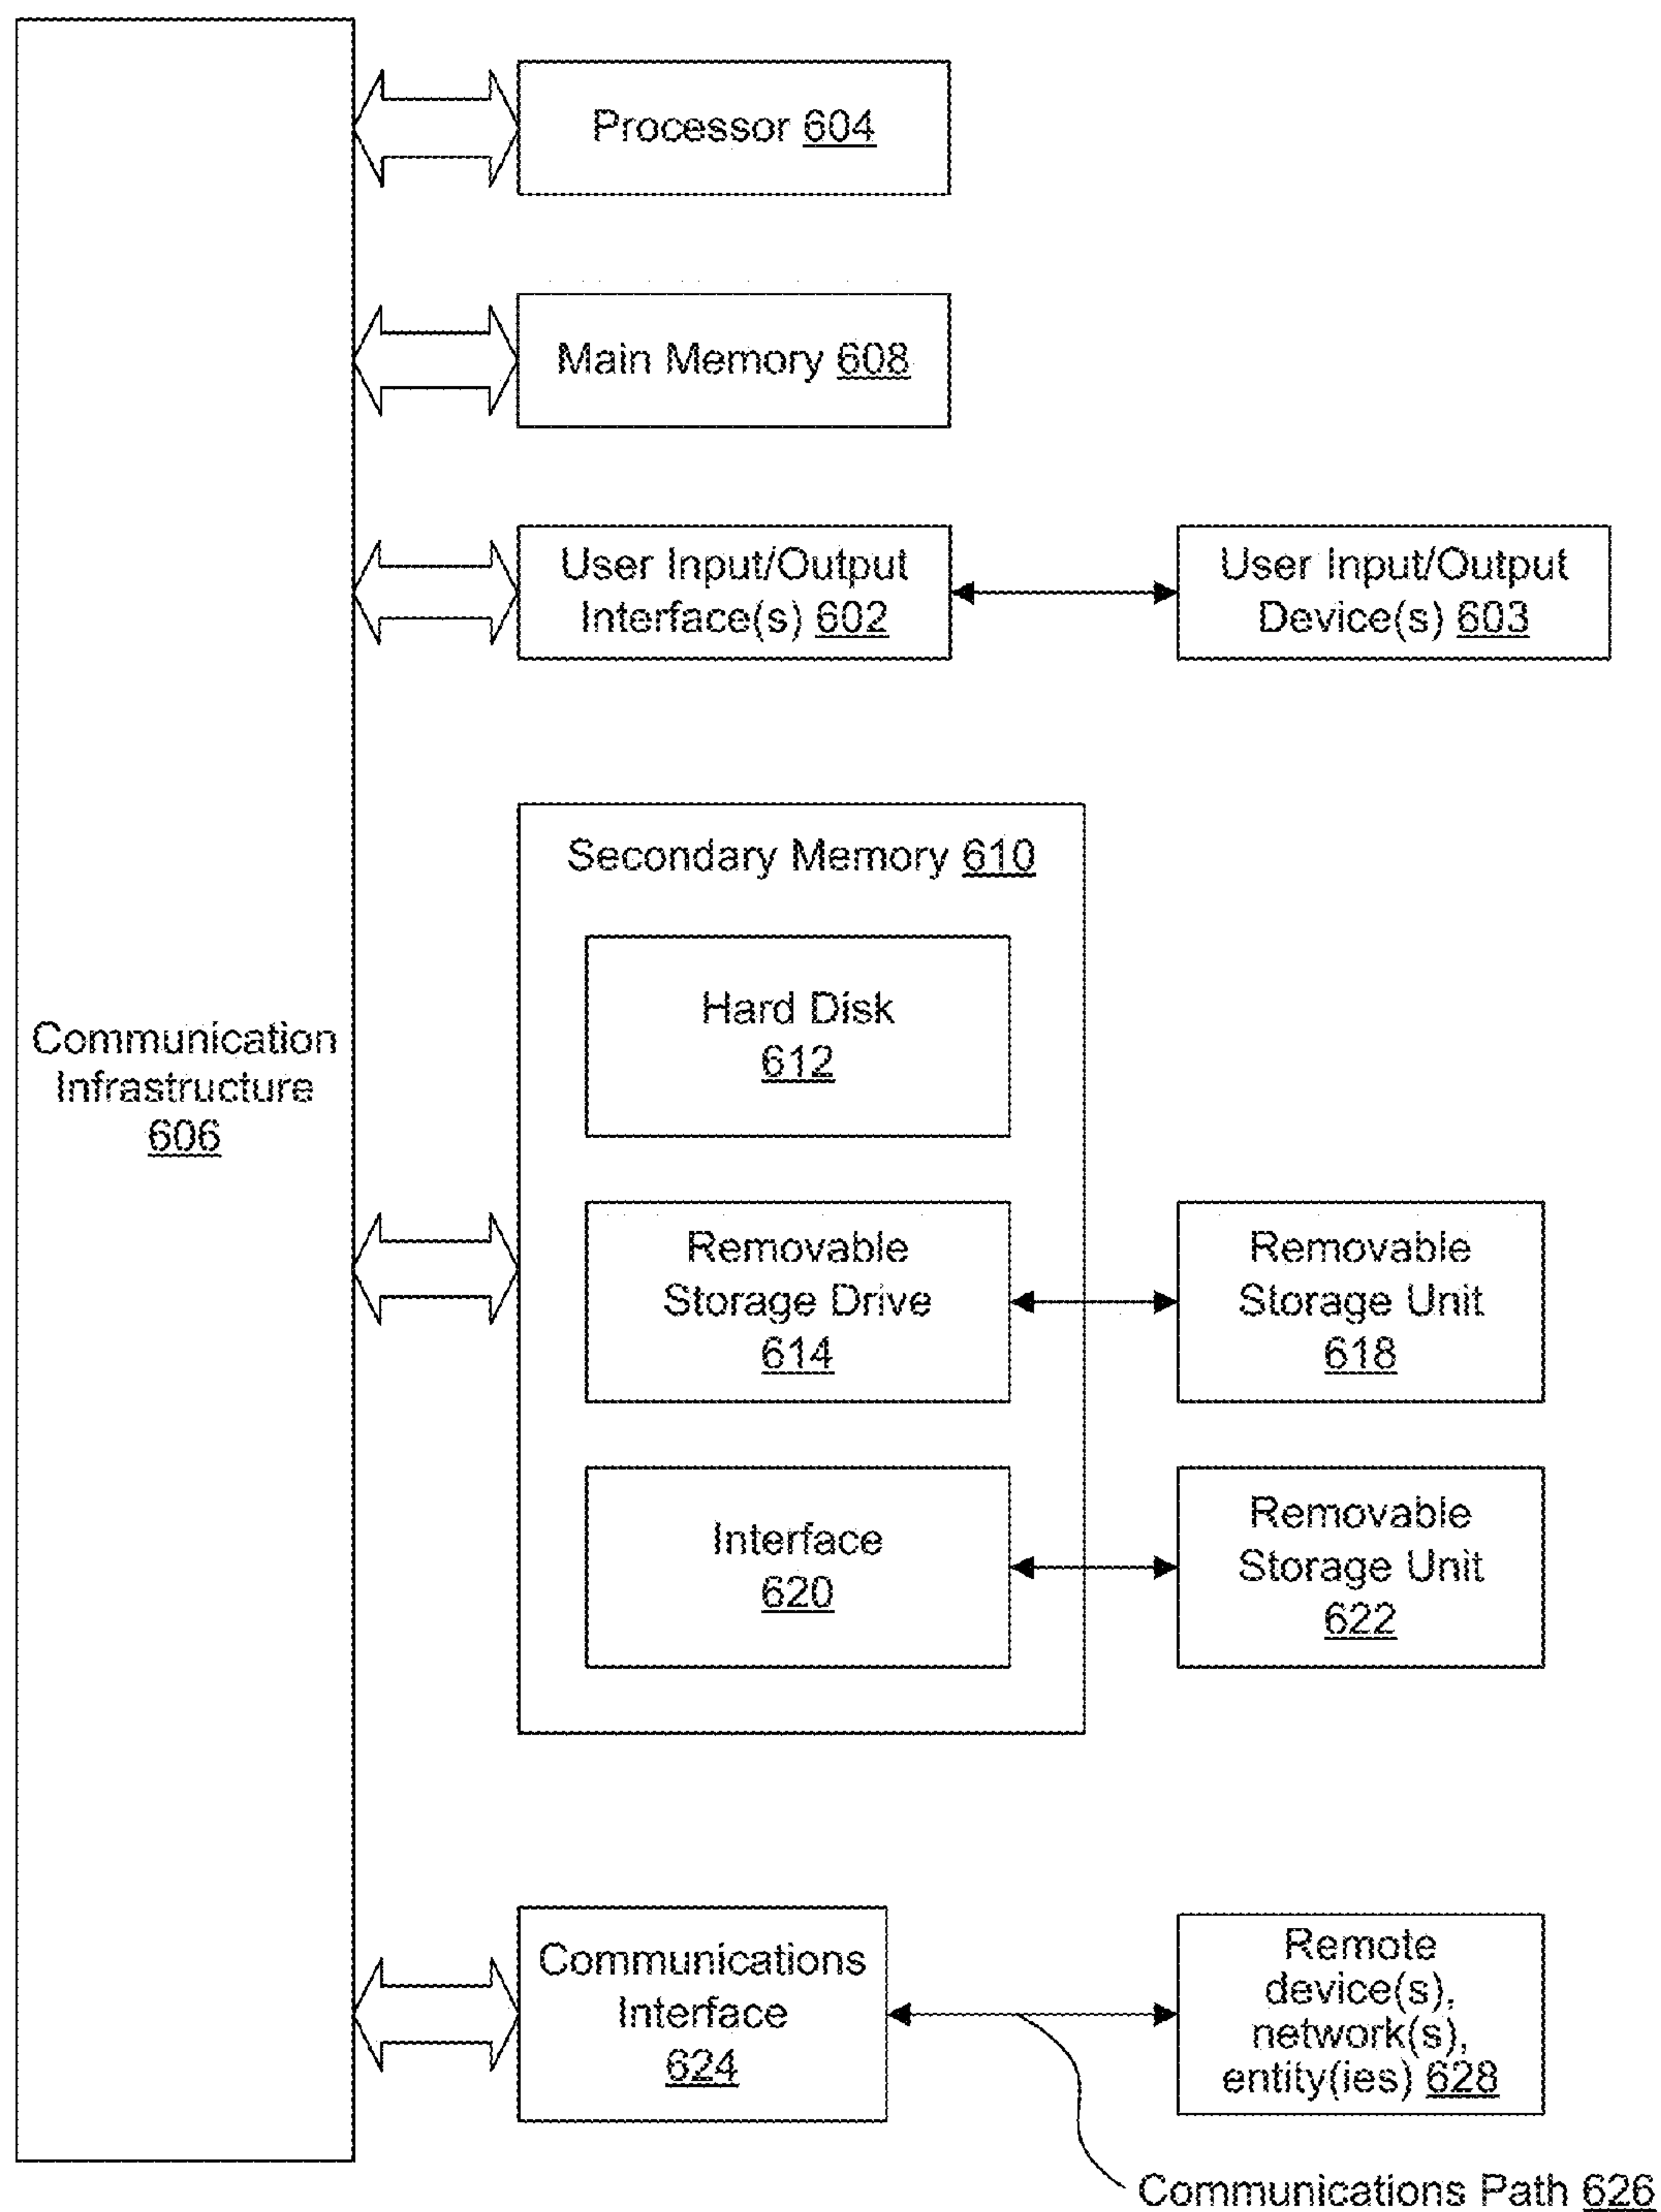 Processor 604
Main Memory 608
User Input/Output
Interface(s) 602
User Input/Output
Device(s) 603
Secondary Memory 610
Hard Disk
612
Communication
Infrastructure
606
Removable
Storage Drive
614
Removable
Storage Unit
618
Interface
620
Removable
Storage Unit
622
Communications
Interface
624
Remote
device(s),
network(s),
entity(ies) 628
Communications Path 626